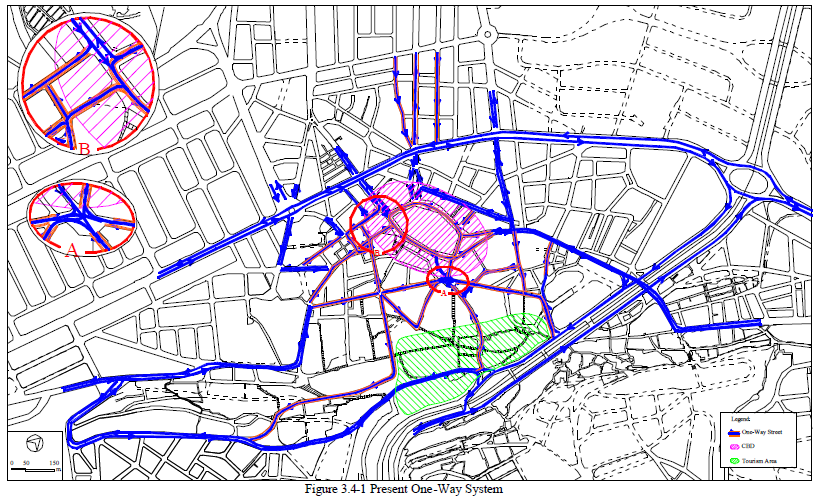 B
A
A
Legend:
One-Way Street
CBD
Tourism Area
0 50 150
m
Figure 3.4-1 Present One-Way System